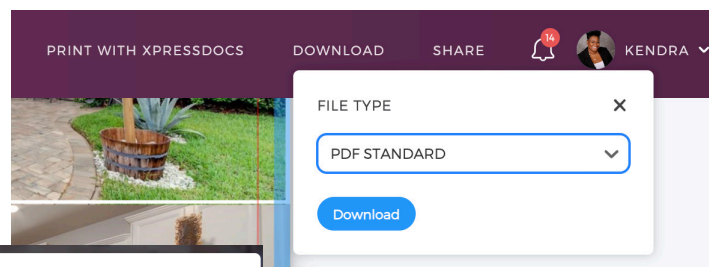 PRINT WITH XPRESSDOCS DOWNLOAD SHARE 14 KENDRA
FILE TYPE
PDF STANDARD
Download